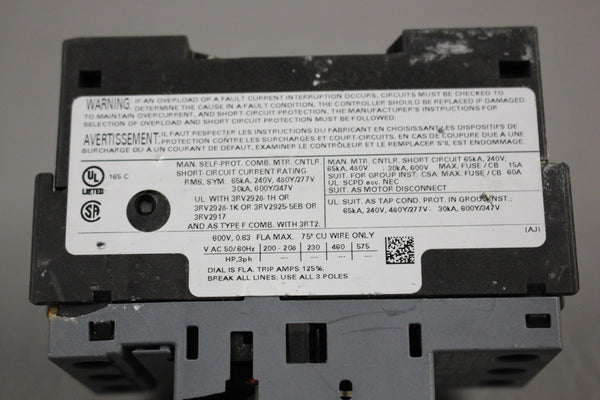 WARNING: IF AN OVERLOAD OR A FAULT CURRENT INTERRUPTION OCCURS, CIRCUITS MUST BE CHECKED TO
DETERMINE THE CAUSE. IN A FAULT CONDITION, THE CONTROLLER SHOULD BE REPLACED IF DAMAGED.
TO MAINTAIN OVERCURRENT, AND SHORT-CIRCUIT PROTECTION, THE MANUFACTURER'S INSTRUCTIONS FOR
SELECTION OF OVERLOAD AND SHORT CIRCUIT PROTECTION MUST BE FOLLOWED.
AVERTISSEMENT: IL FAUT RESPECTER LES INSTRUCTIONS DU FABRICANT EN CHOISISSANT LES DISPOSITIFS DE
PROTECTION CONTRE LES SURCHARGES ET COURT-CIRCUITS. EN CAS DE COUPURE DUE À UNE
SURCHARGE OU À UN COURT-CIRCUIT, EXAMINER LE CIRCUIT ET LE REMPLACER S'IL EST
UL
LISTED
165 C
SA
MAN. SELF-PROT. COMB. MTR. CNTLR.
SHORT-CIRCUIT CURRENT RATING
RMS, SYM. 65kA, 240V, 480Y/277V
30kA, 600Y/347V
UL: WITH 3RV2928-1H OR
3RV2928-1K OR 3RV2925-5EB OR
3RV2917
AND AS TYPE F COMB. WITH 3RT2.
MAN. MTR. CNTLR. SHORT CIRCUIT 65kA, 240V,
65kA, 480V : 30kA, 600V MAX. FUSE / CB 15A
SUIT. FOR GROUP INST. CSA MAX. FUSE / CB 60A
UL: SCPD acc. NEC
SUIT. AS MOTOR DISCONNECT
UL: SUIT. AS TAP COND. PROT. IN GROUP INST.,
65kA, 240V, 480Y/277V; 30kA, 600Y/347V
(AJ)
600V, 0.63 FLA MAX. 75° CU WIRE ONLY
V AC 50/60Hz 200 - 208 230 460 575
HP,3ph --- --- --- ---
DIAL IS FLA. TRIP AMPS 125%;
BREAK ALL LINES; USE ALL 3 POLES